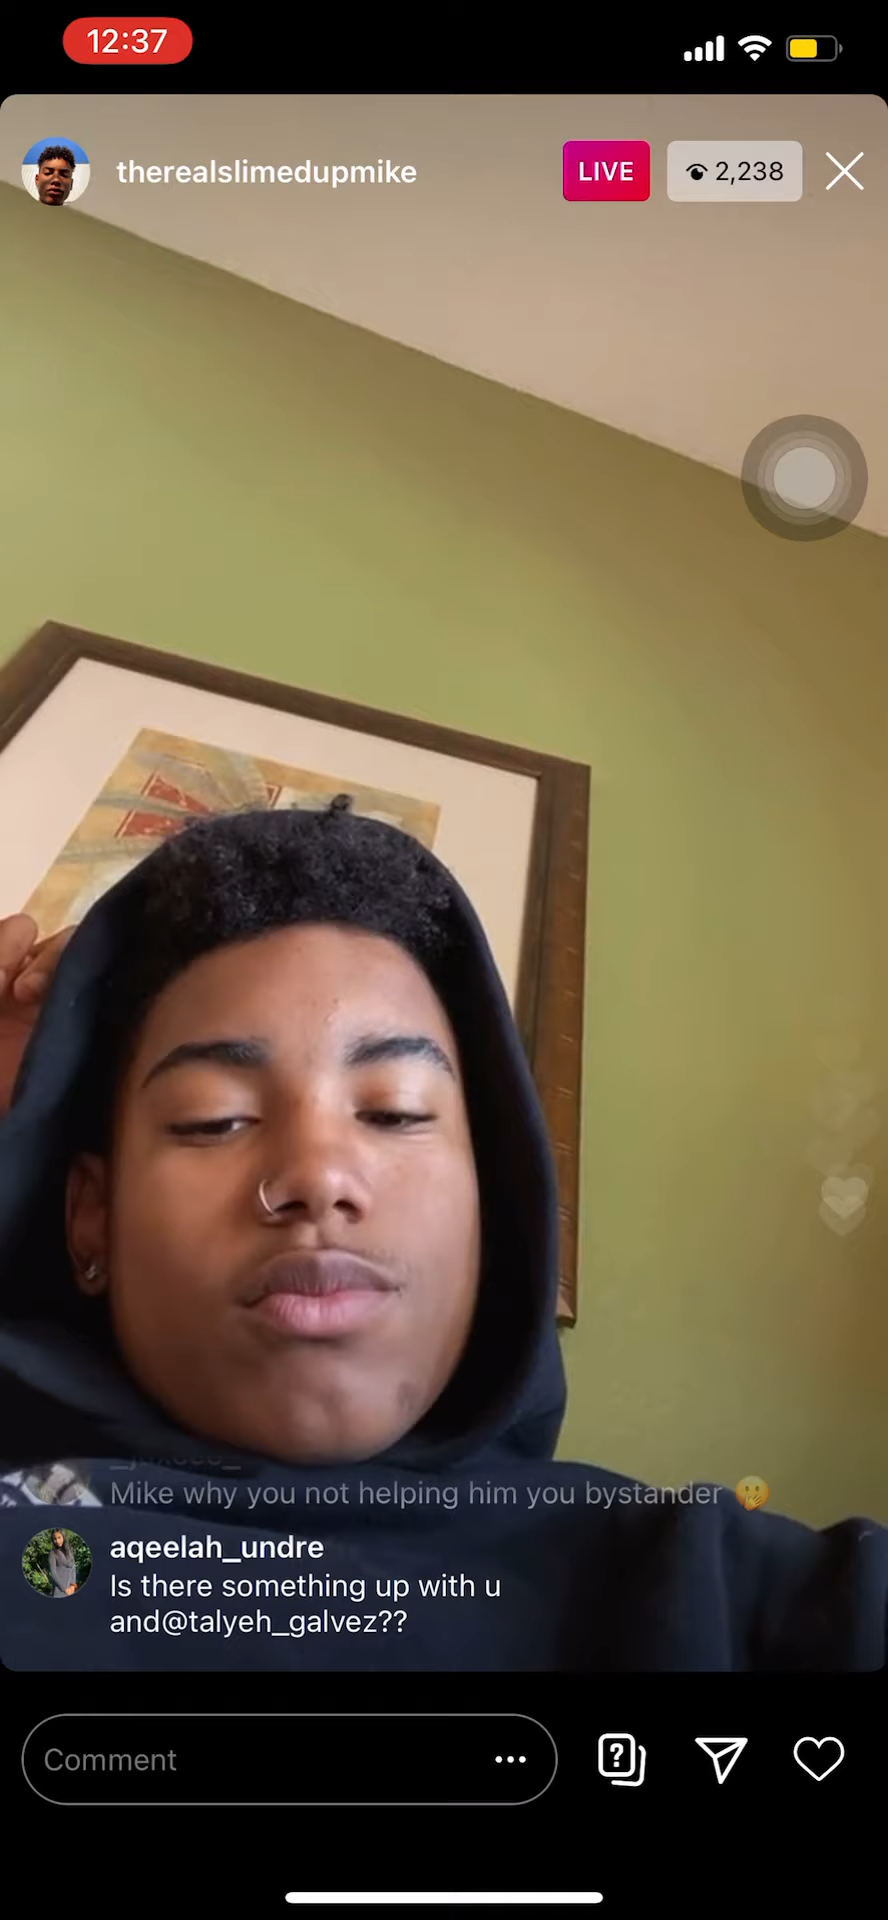 12:37
therealslimedupmike
LIVE
2,238
Mike why you not helping him you bystander 🤭
aqeelah_undre
Is there something up with u
and@talyeh_galvez??
Comment